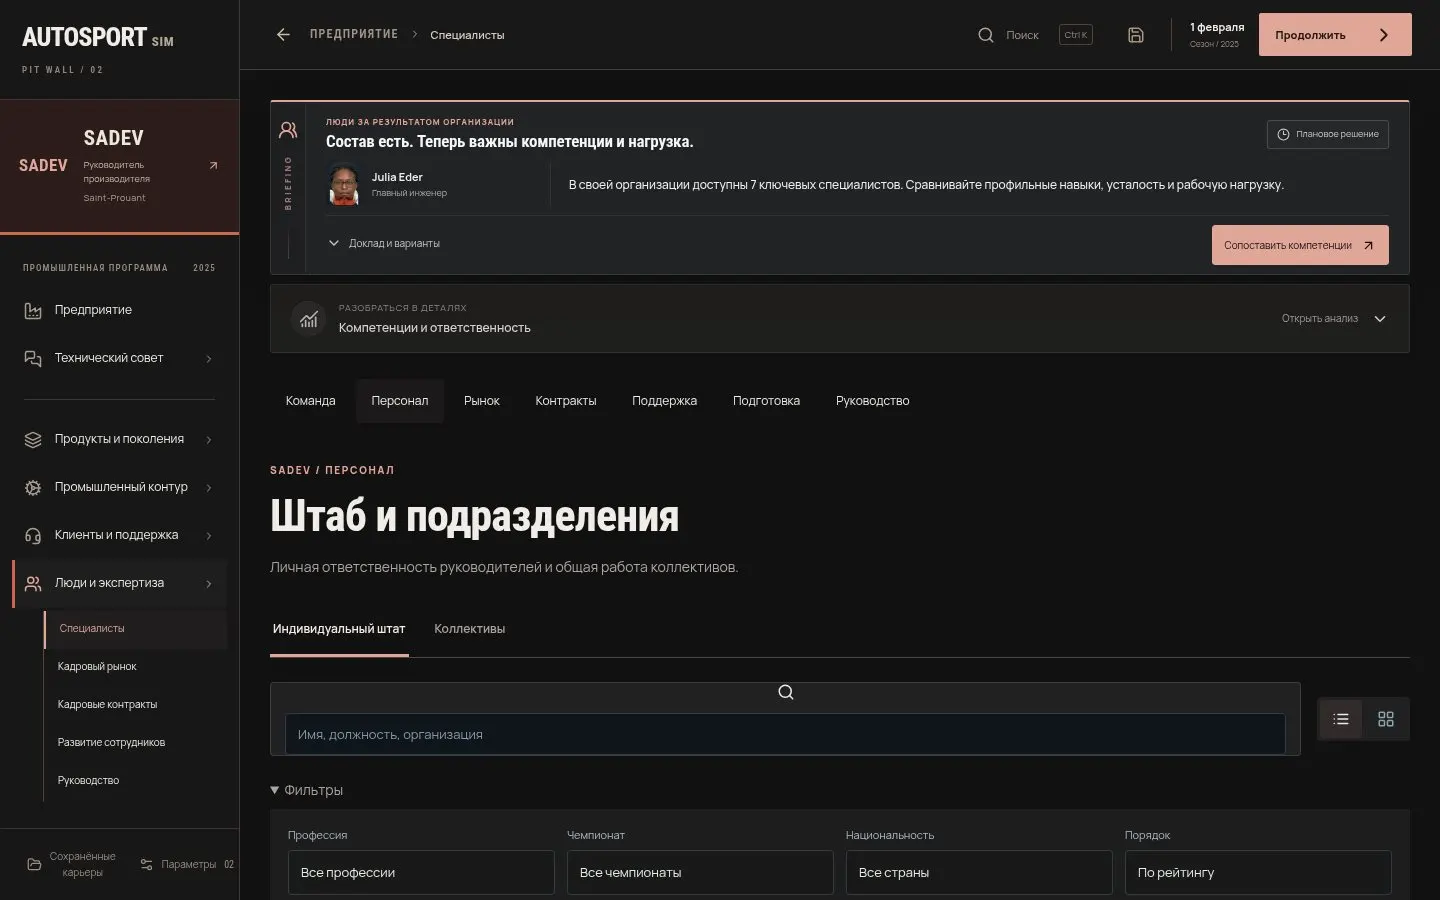 AUTOSPORT SIM
PIT WALL / 02
SADEV
SADEV
Руководитель
производителя
Saint-Prouant
ПРОМЫШЛЕННАЯ ПРОГРАММА 2025
Предприятие
Технический совет
Продукты и поколения
Промышленный контур
Клиенты и поддержка
Люди и экспертиза
Специалисты
Кадровый рынок
Кадровые контракты
Развитие сотрудников
Руководство
Сохранённые
карьеры
Параметры 02
ПРЕДПРИЯТИЕ
Специалисты
Поиск
Ctrl K
1 февраля
Сезон / 2025
Продолжить
BRIEFING
ЛЮДИ ЗА РЕЗУЛЬТАТОМ ОРГАНИЗАЦИИ
Состав есть. Теперь важны компетенции и нагрузка.
Плановое решение
Julia Eder
Главный инженер
В своей организации доступны 7 ключевых специалистов. Сравнивайте профильные навыки, усталость и рабочую нагрузку.
Доклад и варианты
Сопоставить компетенции
РАЗОБРАТЬСЯ В ДЕТАЛЯХ
Компетенции и ответственность
Открыть анализ
Команда Персонал Рынок Контракты Поддержка Подготовка Руководство
SADEV / ПЕРСОНАЛ
Штаб и подразделения
Личная ответственность руководителей и общая работа коллективов.
Индивидуальный штат Коллективы
Имя, должность, организация
▼ Фильтры
Профессия Чемпионат Национальность Порядок
Все профессии Все чемпионаты Все страны По рейтингу